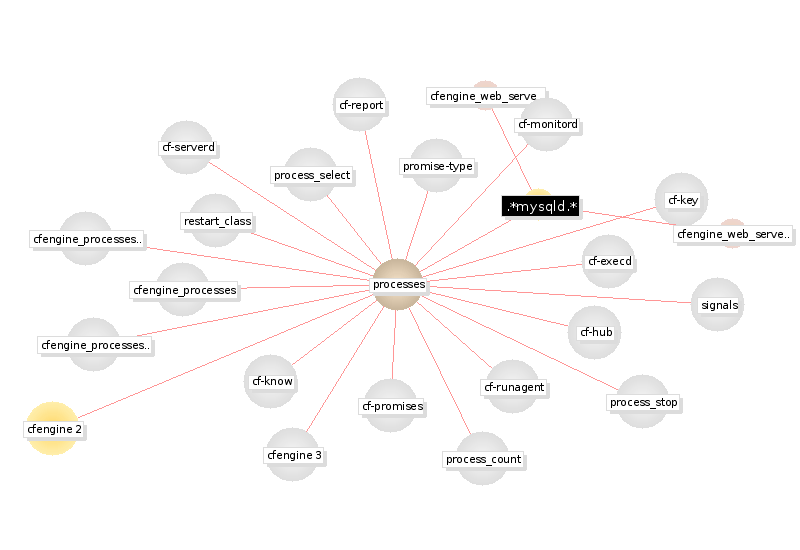 cfengine_web_serve
cf-report
cf-monitord
cf-serverd
promise-type
process_select
cf-key
.*mysqld.*
restart_class
cfengine_web_serve..
cfengine_processes..
cf-execd
processes
cfengine_processes
signals
cf-hub
cfengine_processes..
cf-know
cf-runagent
process_stop
cf-promises
cfengine 2
cfengine 3
process_count